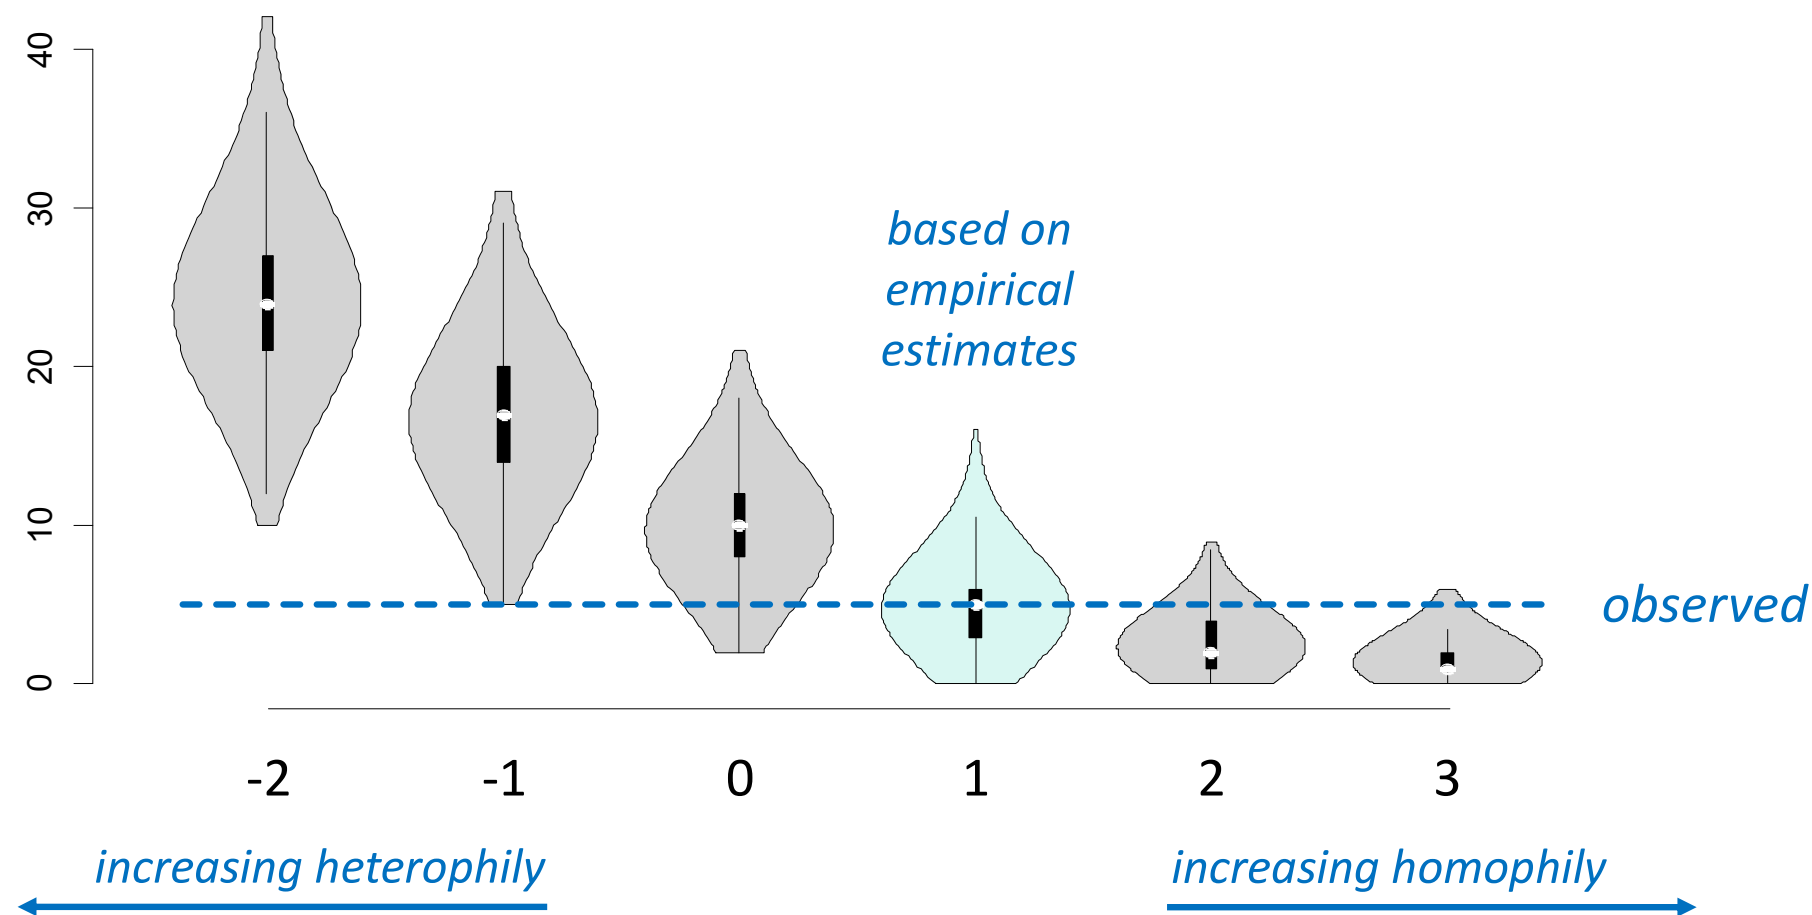 40
30
20
10
0
based on
empirical
estimates
observed
-2 -1 0 1 2 3
increasing heterophily increasing homophily